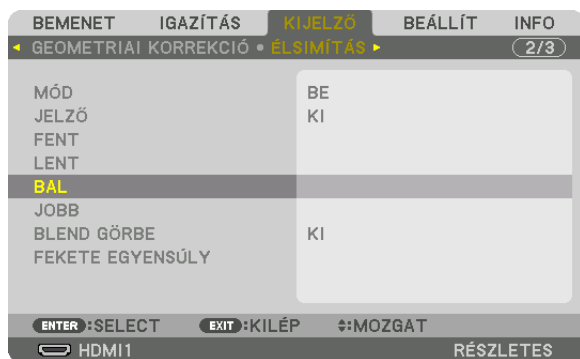 BEMENET IGAZÍTÁS KIJELZŐ BEÁLLÍT INFO
GEOMETRIAI KORREKCIÓ • ÉLSIMÍTÁS 2/3
MÓD BE
JELZŐ KI
FENT
LENT
BAL
JOBB
BLEND GÖRBE KI
FEKETE EGYENSÚLY
ENTER :SELECT EXIT :KILÉP :MOZGAT
HDMI1 RÉSZLETES